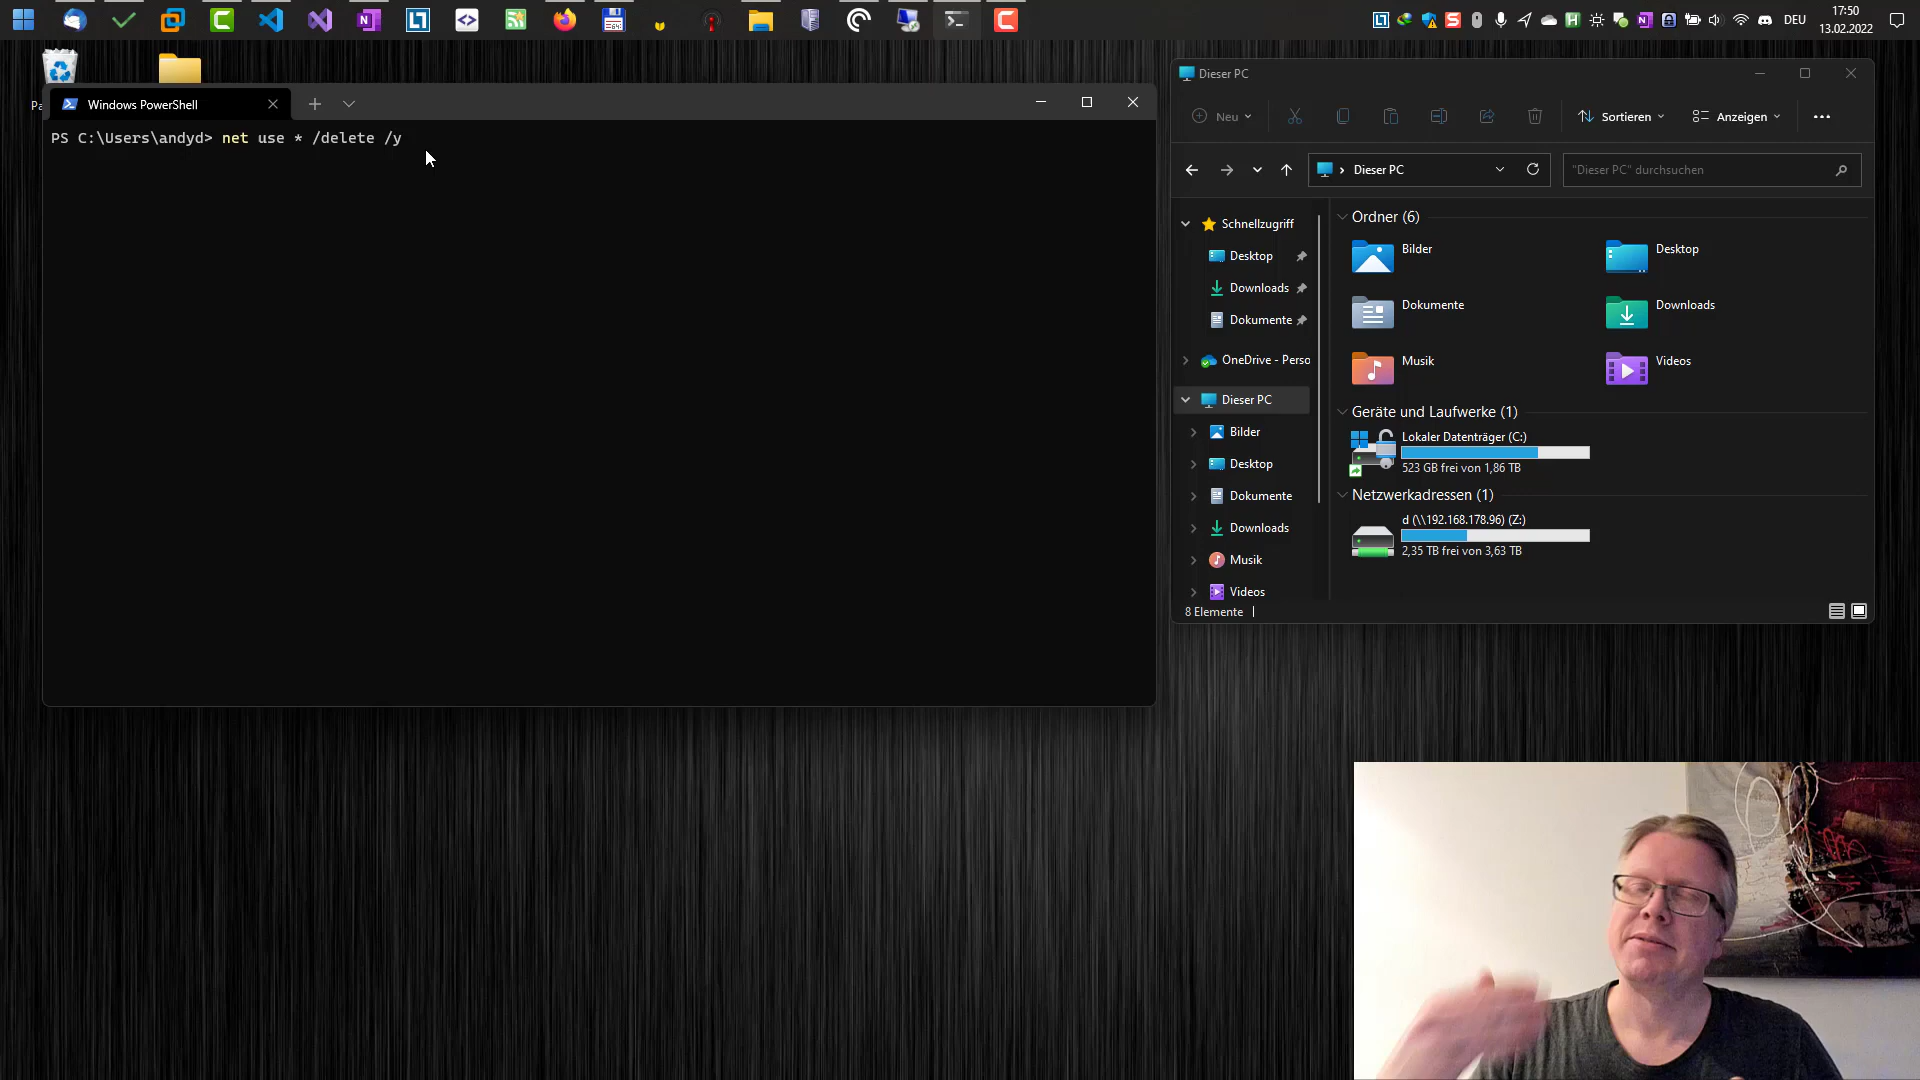 DEU
17:50
13.02.2022
Windows PowerShell
PS C:\Users\andyd> net use * /delete /y
Dieser PC
Neu
Sortieren
Anzeigen
Dieser PC
"Dieser PC" durchsuchen
Schnellzugriff
Desktop
Downloads
Dokumente
OneDrive - Perso
Dieser PC
Bilder
Desktop
Dokumente
Downloads
Musik
Videos
Ordner (6)
Bilder
Desktop
Dokumente
Downloads
Musik
Videos
Geräte und Laufwerke (1)
Lokaler Datenträger (C:)
523 GB frei von 1,86 TB
Netzwerkadressen (1)
d (\\192.168.178.96) (Z:)
2,35 TB frei von 3,63 TB
8 Elemente